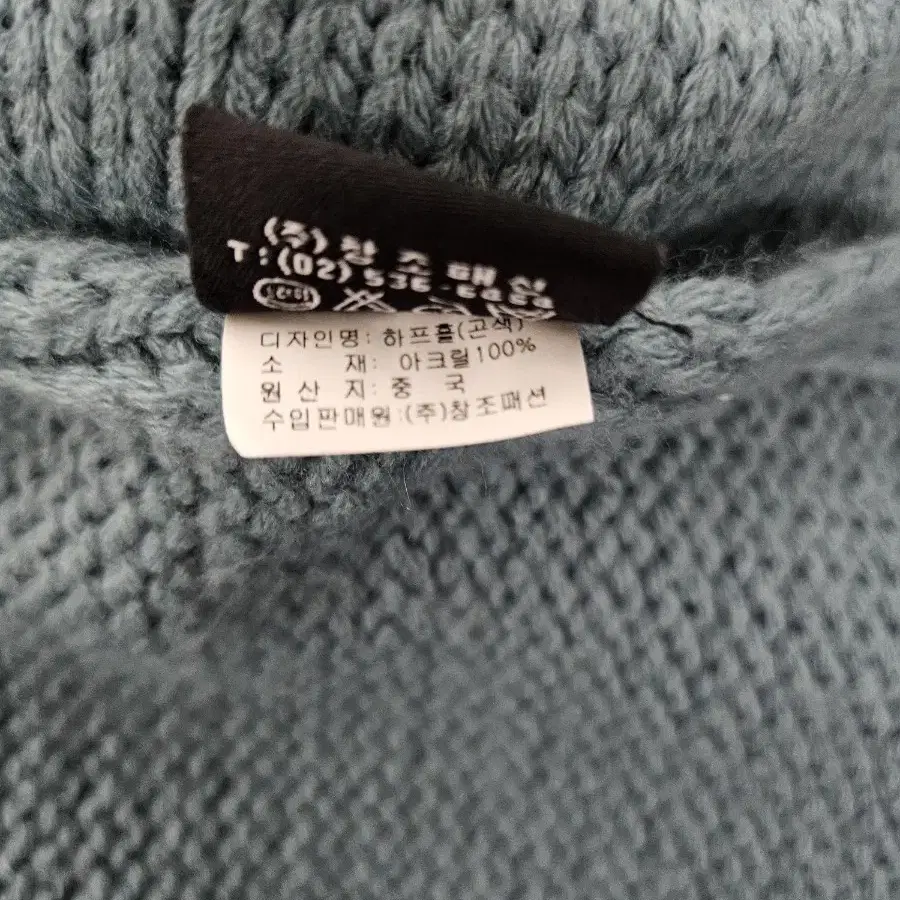 (주)창조패션
T:(02)536-
디자인명: 하프홀(곤색)
소 재: 아크릴100%
원 산 지: 중 국
수입판매원:(주)창조패션